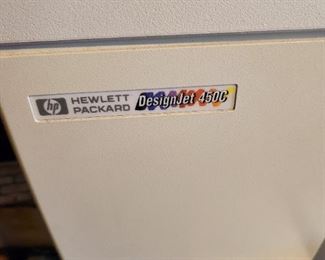 hp HEWLETT
PACKARD DesignJet 450C